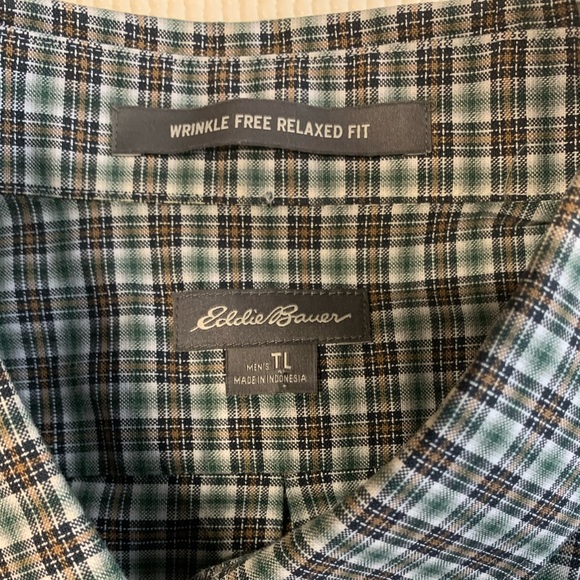 WRINKLE FREE RELAXED FIT
Eddie Bauer
MEN'S TL
MADE IN INDONESIA